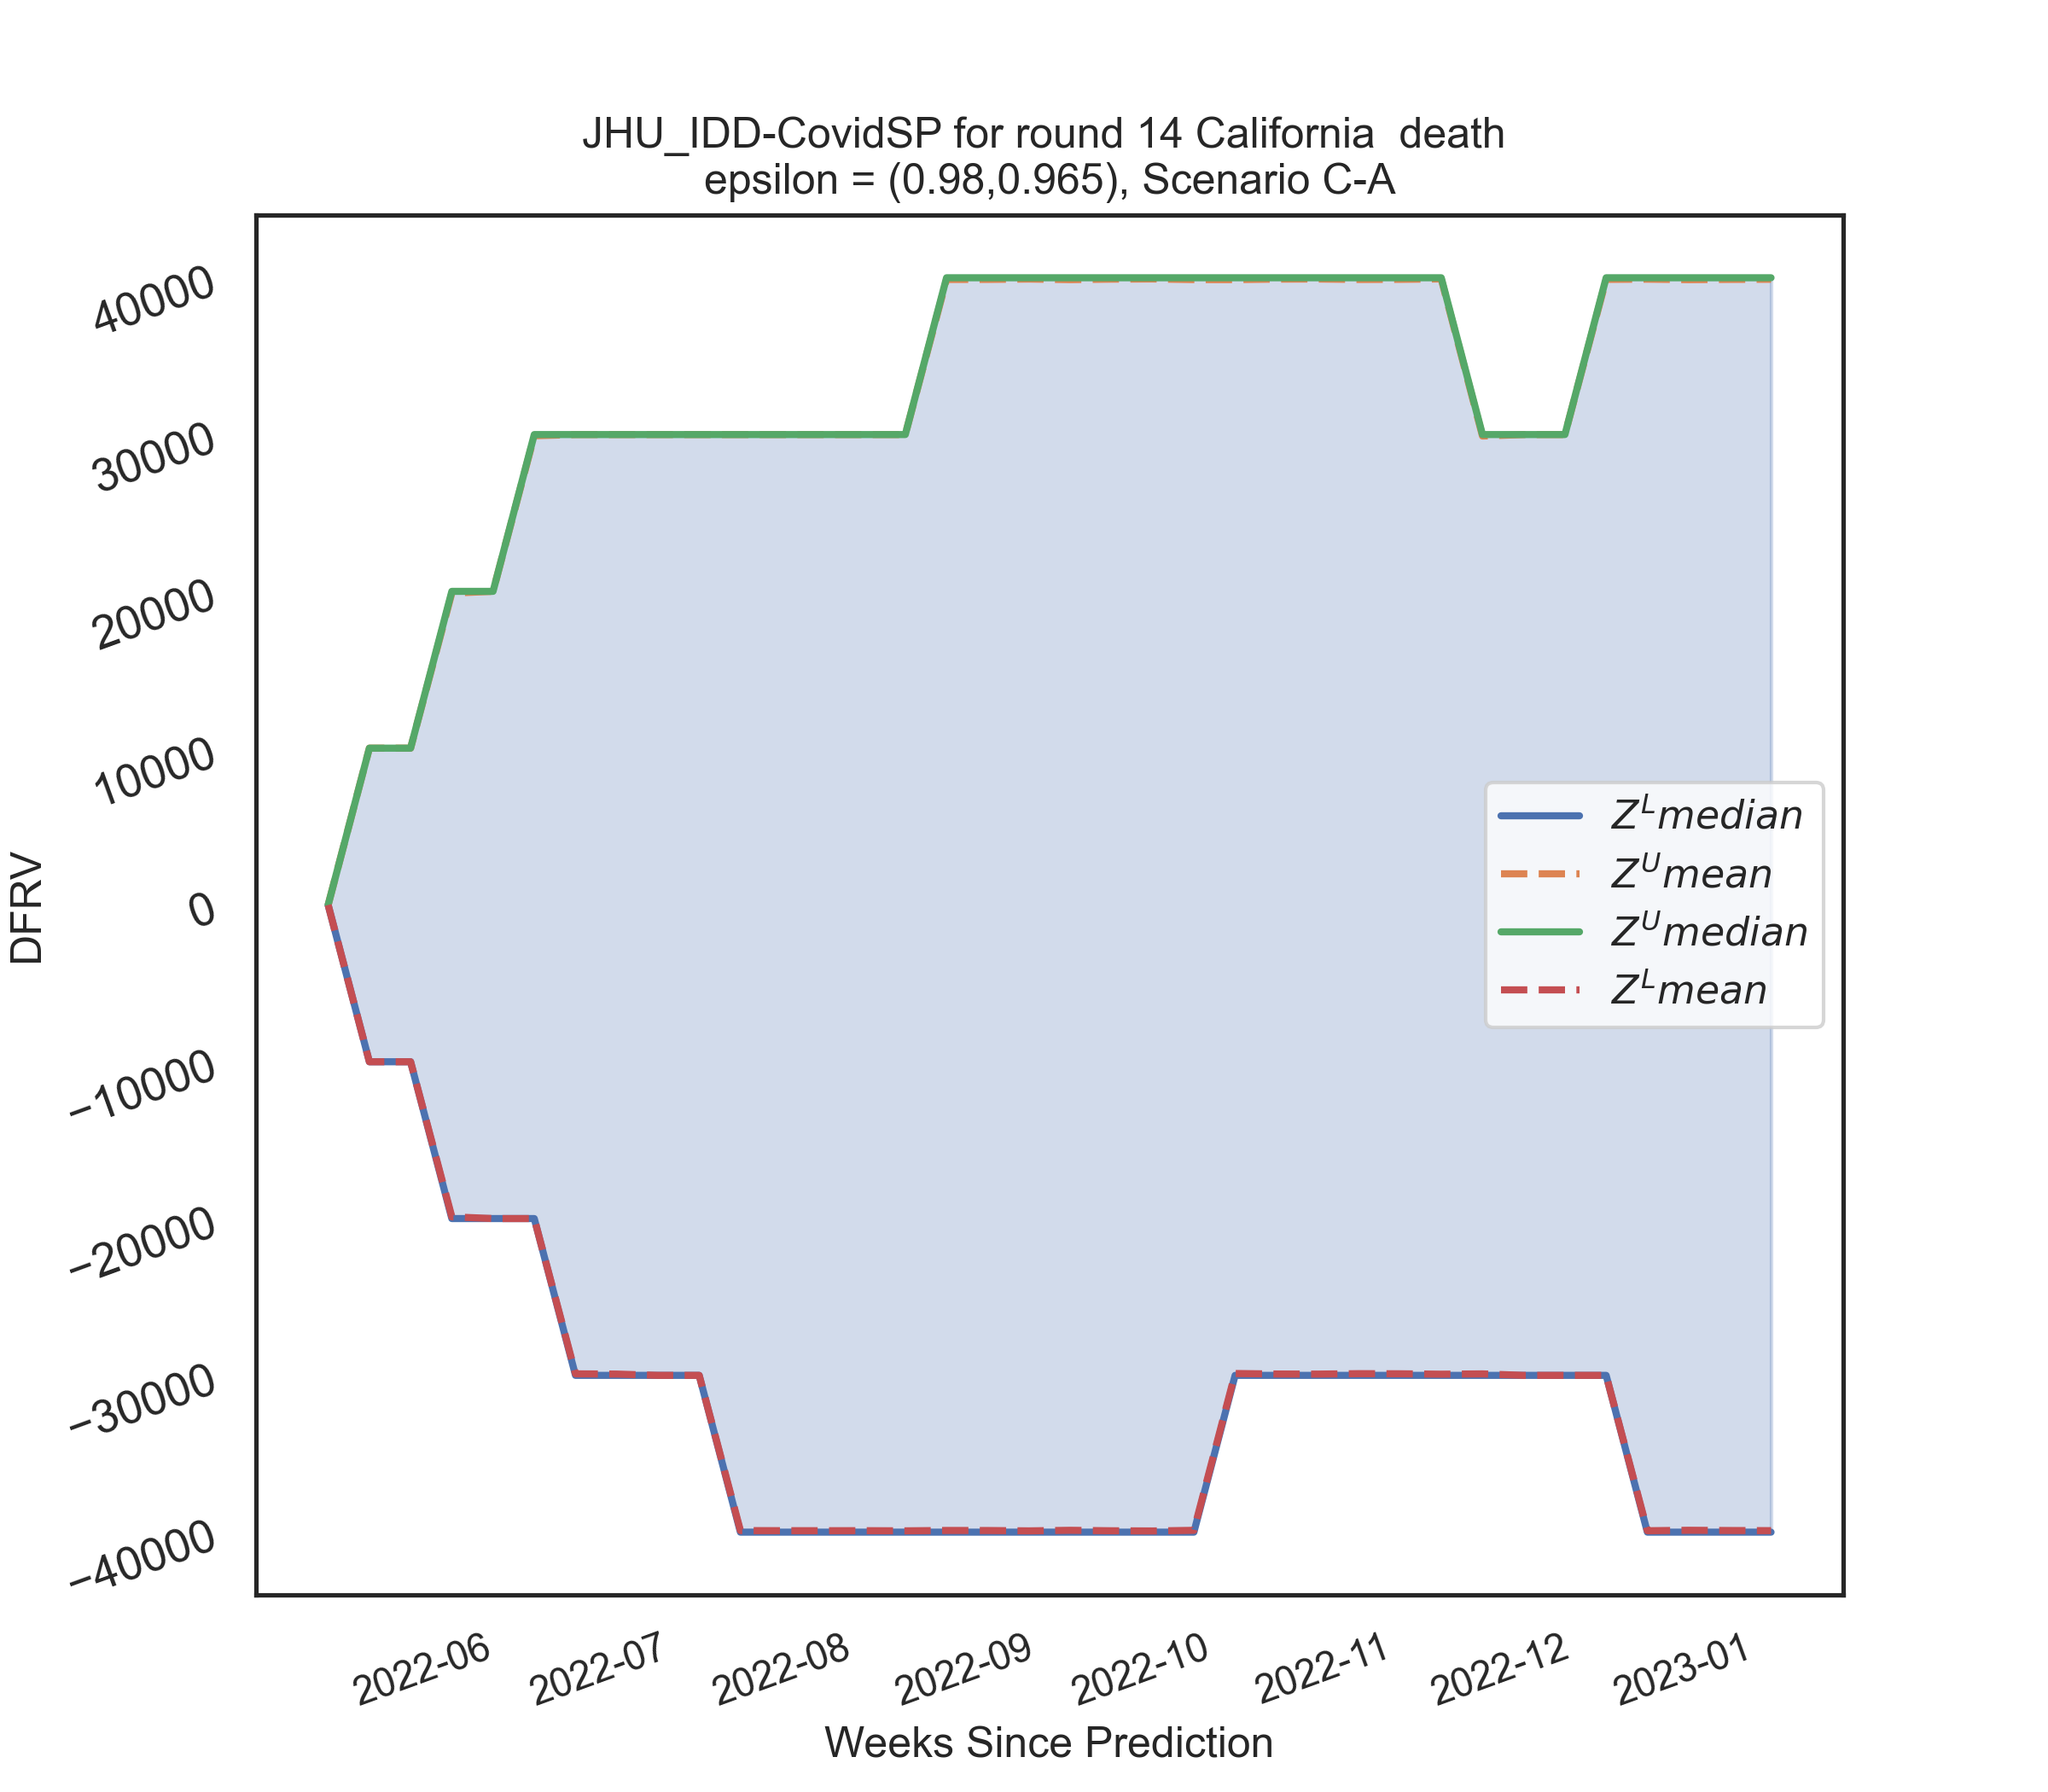 JHU_IDD-CovidSP for round 14 California  death
epsilon = (0.98,0.965), Scenario C-A
40000
30000
20000
10000
0
−10000
−20000
−30000
−40000
DFRV
Z^L median
Z^U mean
Z^U median
Z^L mean
2022-06
2022-07
2022-08
2022-09
2022-10
2022-11
2022-12
2023-01
Weeks Since Prediction